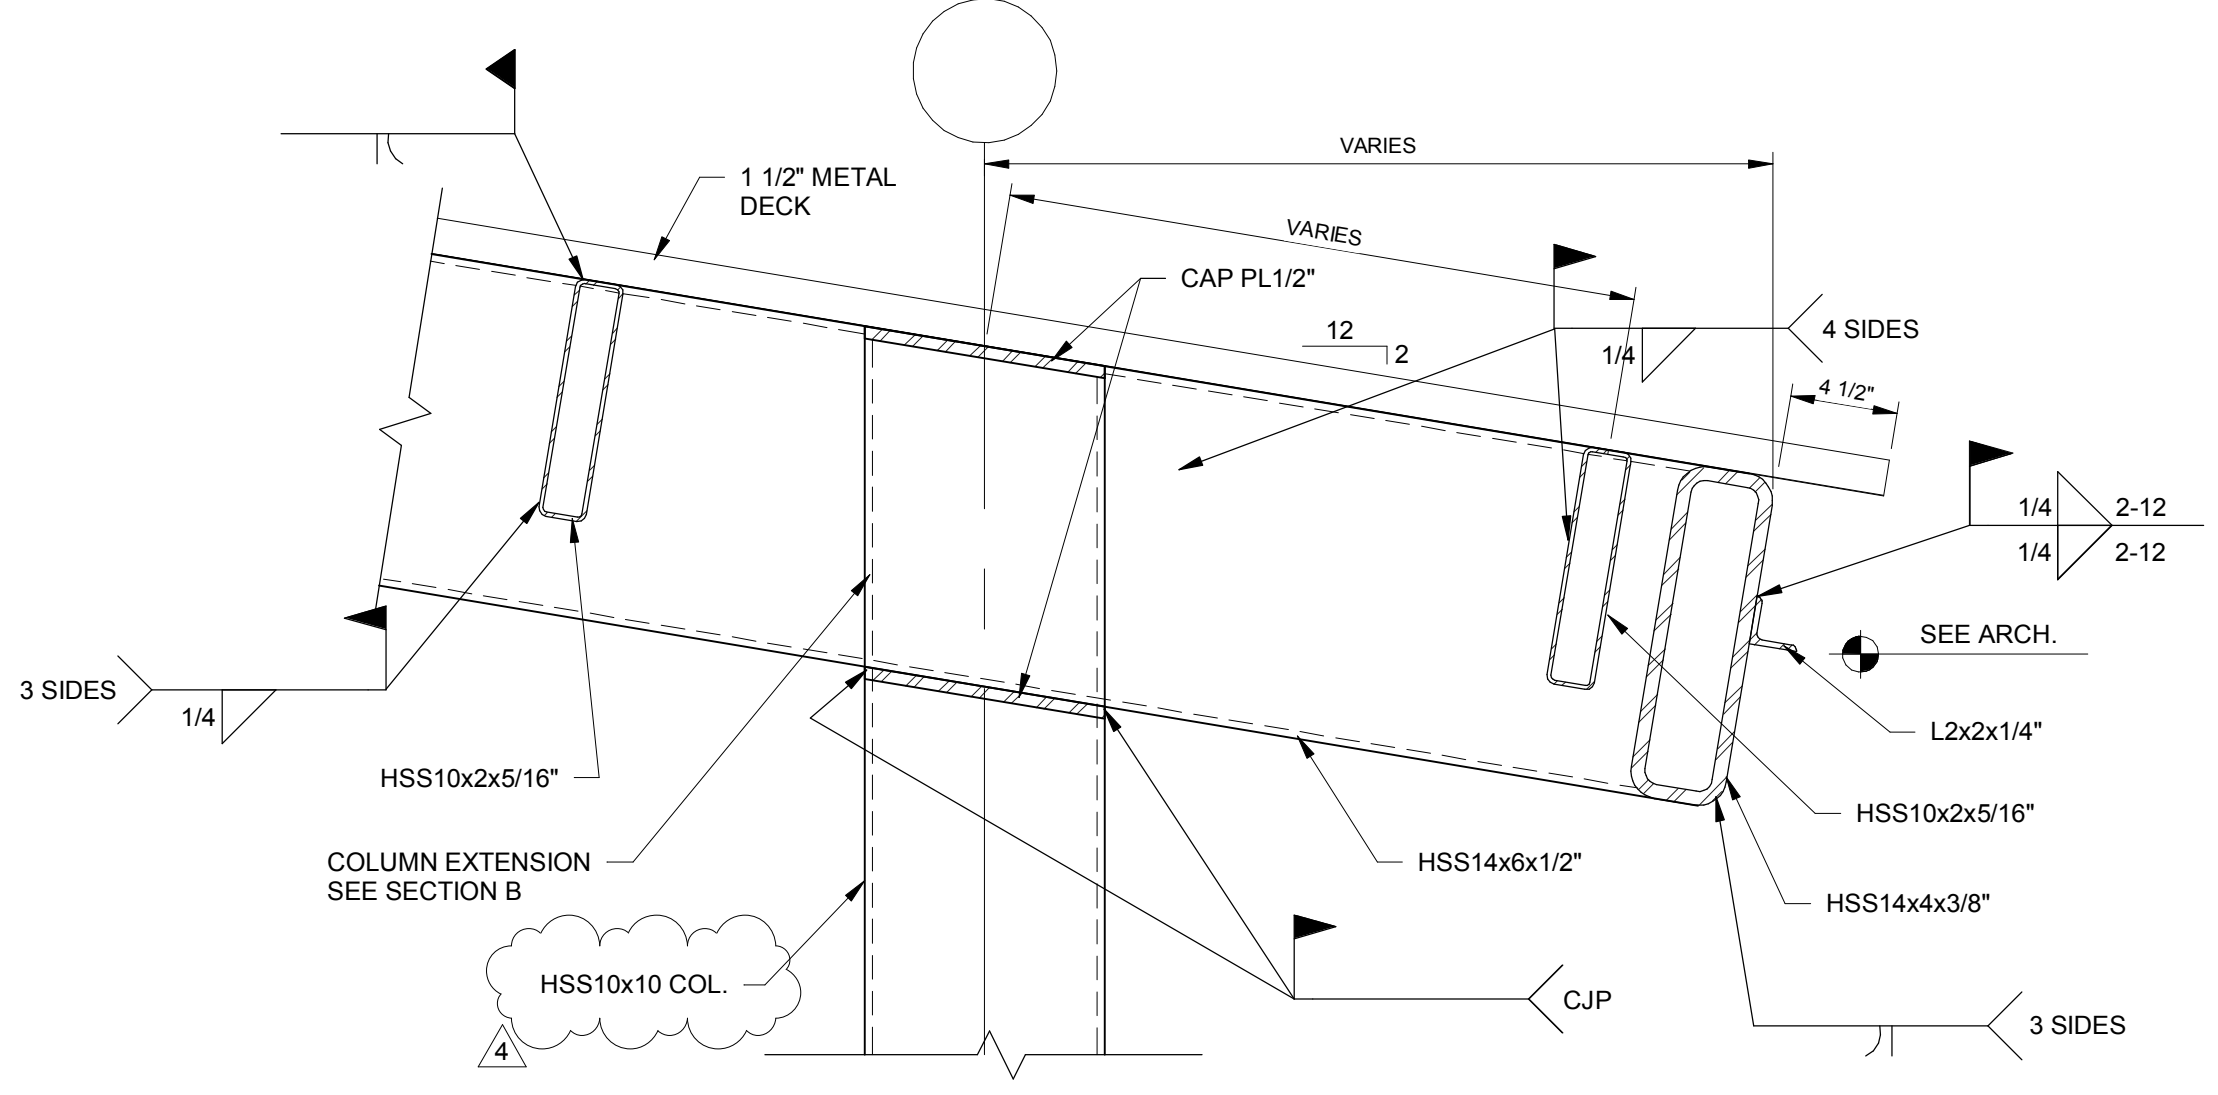 VARIES
1 1/2" METAL
DECK
VARIES
CAP PL1/2"
12
2
1/4
4 SIDES
4 1/2"
1/4
2-12
1/4
2-12
SEE ARCH.
3 SIDES
1/4
L2x2x1/4"
HSS10x2x5/16"
HSS10x2x5/16"
COLUMN EXTENSION
SEE SECTION B
HSS14x6x1/2"
HSS14x4x3/8"
HSS10x10 COL.
CJP
3 SIDES
4